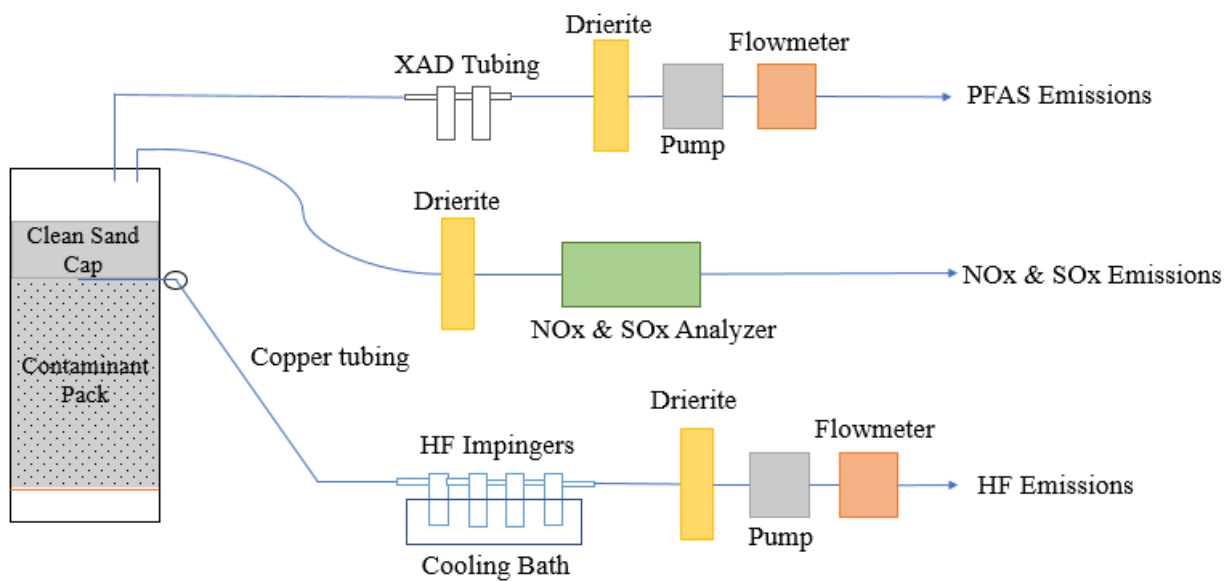 Drierite
Flowmeter
XAD Tubing
PFAS Emissions
Pump
Drierite
Clean Sand
Cap
NOx & SOx Emissions
NOx & SOx Analyzer
Copper tubing
Contaminant
Pack
Drierite
Flowmeter
HF Impingers
HF Emissions
Pump
Cooling Bath